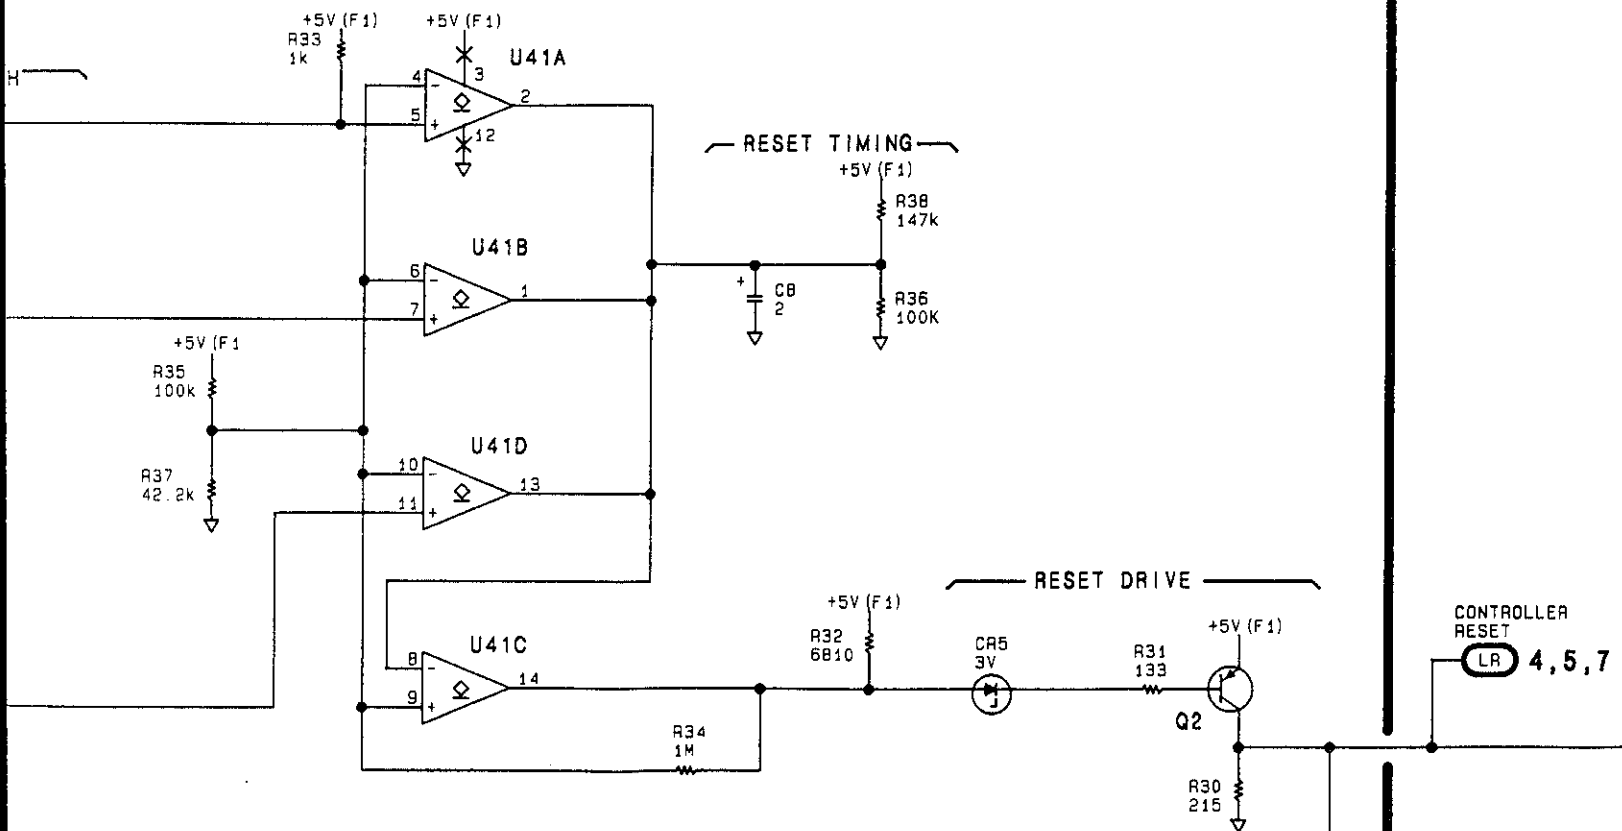 +5V (F1)
+5V (F1)
R33
1k
U41A
H
3
4
-
2
5
+
12
RESET TIMING
+5V (F1)
R38
147k
U41B
6
-
1
7
+
+
C8
2
R36
100K
+5V (F1
R35
100k
U41D
10
-
13
R37
42.2k
11
+
RESET DRIVE
+5V (F1)
R32
6810
CR5
3V
R31
133
+5V (F1)
CONTROLLER
RESET
LR 4,5,7
U41C
8
-
14
9
+
Q2
R34
1M
R30
215